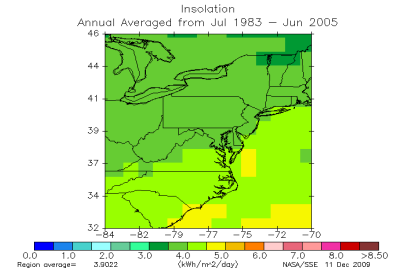 Insolation
Annual Averaged from Jul 1983 – Jun 2005
46
44
41
39
37
34
32
-84 -82 -79 -77 -75 -72 -70
0.0 1.0 2.0 3.0 4.0 5.0 6.0 7.0 8.0 >8.50
Region average= 3.9022 (kWh/m^2/day) NASA/SSE 11 Dec 2009